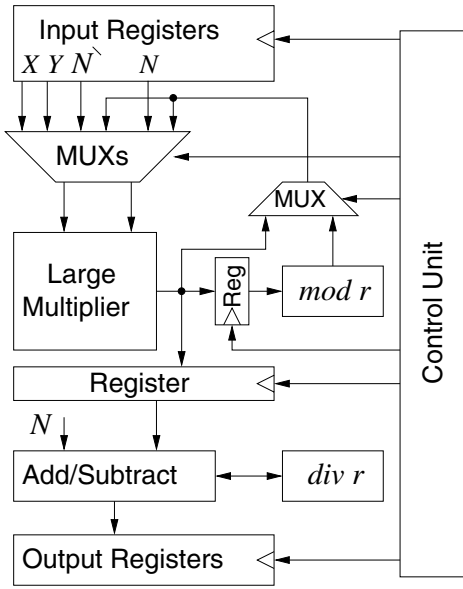 Input Registers
X Y N` N
MUXs
MUX
Large
Multiplier
Reg
mod r
Control Unit
Register
N
Add/Subtract
div r
Output Registers